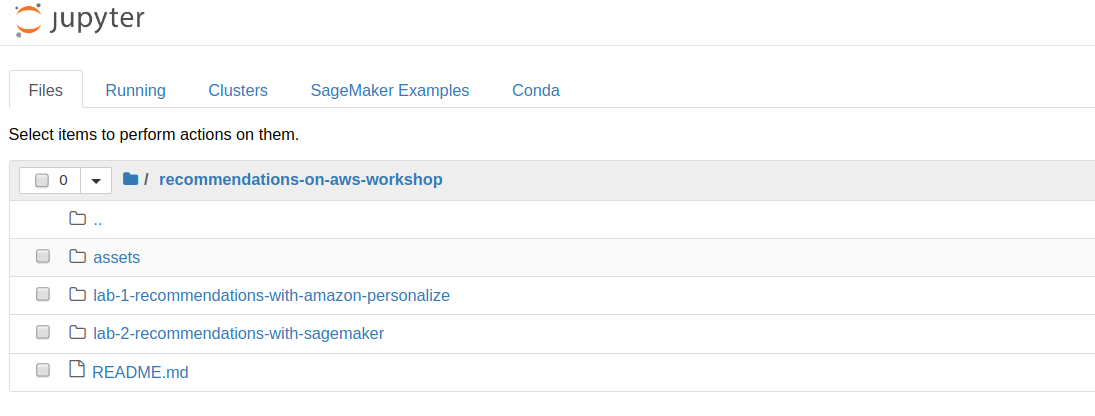 jupyter
Files Running Clusters SageMaker Examples Conda
Select items to perform actions on them.
0 / recommendations-on-aws-workshop
..
assets
lab-1-recommendations-with-amazon-personalize
lab-2-recommendations-with-sagemaker
README.md